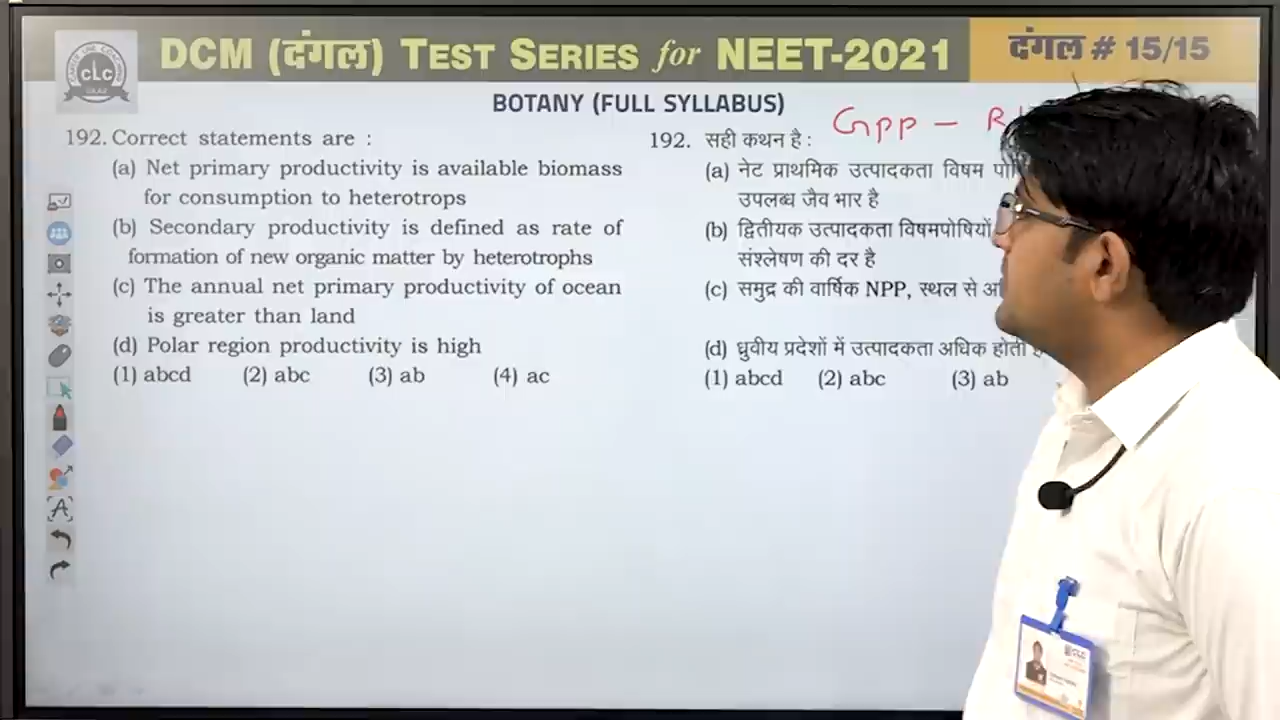 DCM (दंगल) TEST SERIES for NEET-2021
दंगल # 15/15
CLC
BOTANY (FULL SYLLABUS)
GPP –
192. Correct statements are :
(a) Net primary productivity is available biomass
for consumption to heterotrops
(b) Secondary productivity is defined as rate of
formation of new organic matter by heterotrophs
(c) The annual net primary productivity of ocean
is greater than land
(d) Polar region productivity is high
(1) abcd (2) abc (3) ab (4) ac
192. सही कथन है :
(a) नेट प्राथमिक उत्पादकता विषम
उपलब्ध जैव भार है
(b) द्वितीयक उत्पादकता विषमपोषियों
संश्लेषण की दर है
(c) समुद्र की वार्षिक NPP, स्थल से
(d) ध्रुवीय प्रदेशों में उत्पादकता अधिक होती
(1) abcd (2) abc (3) ab
CLC